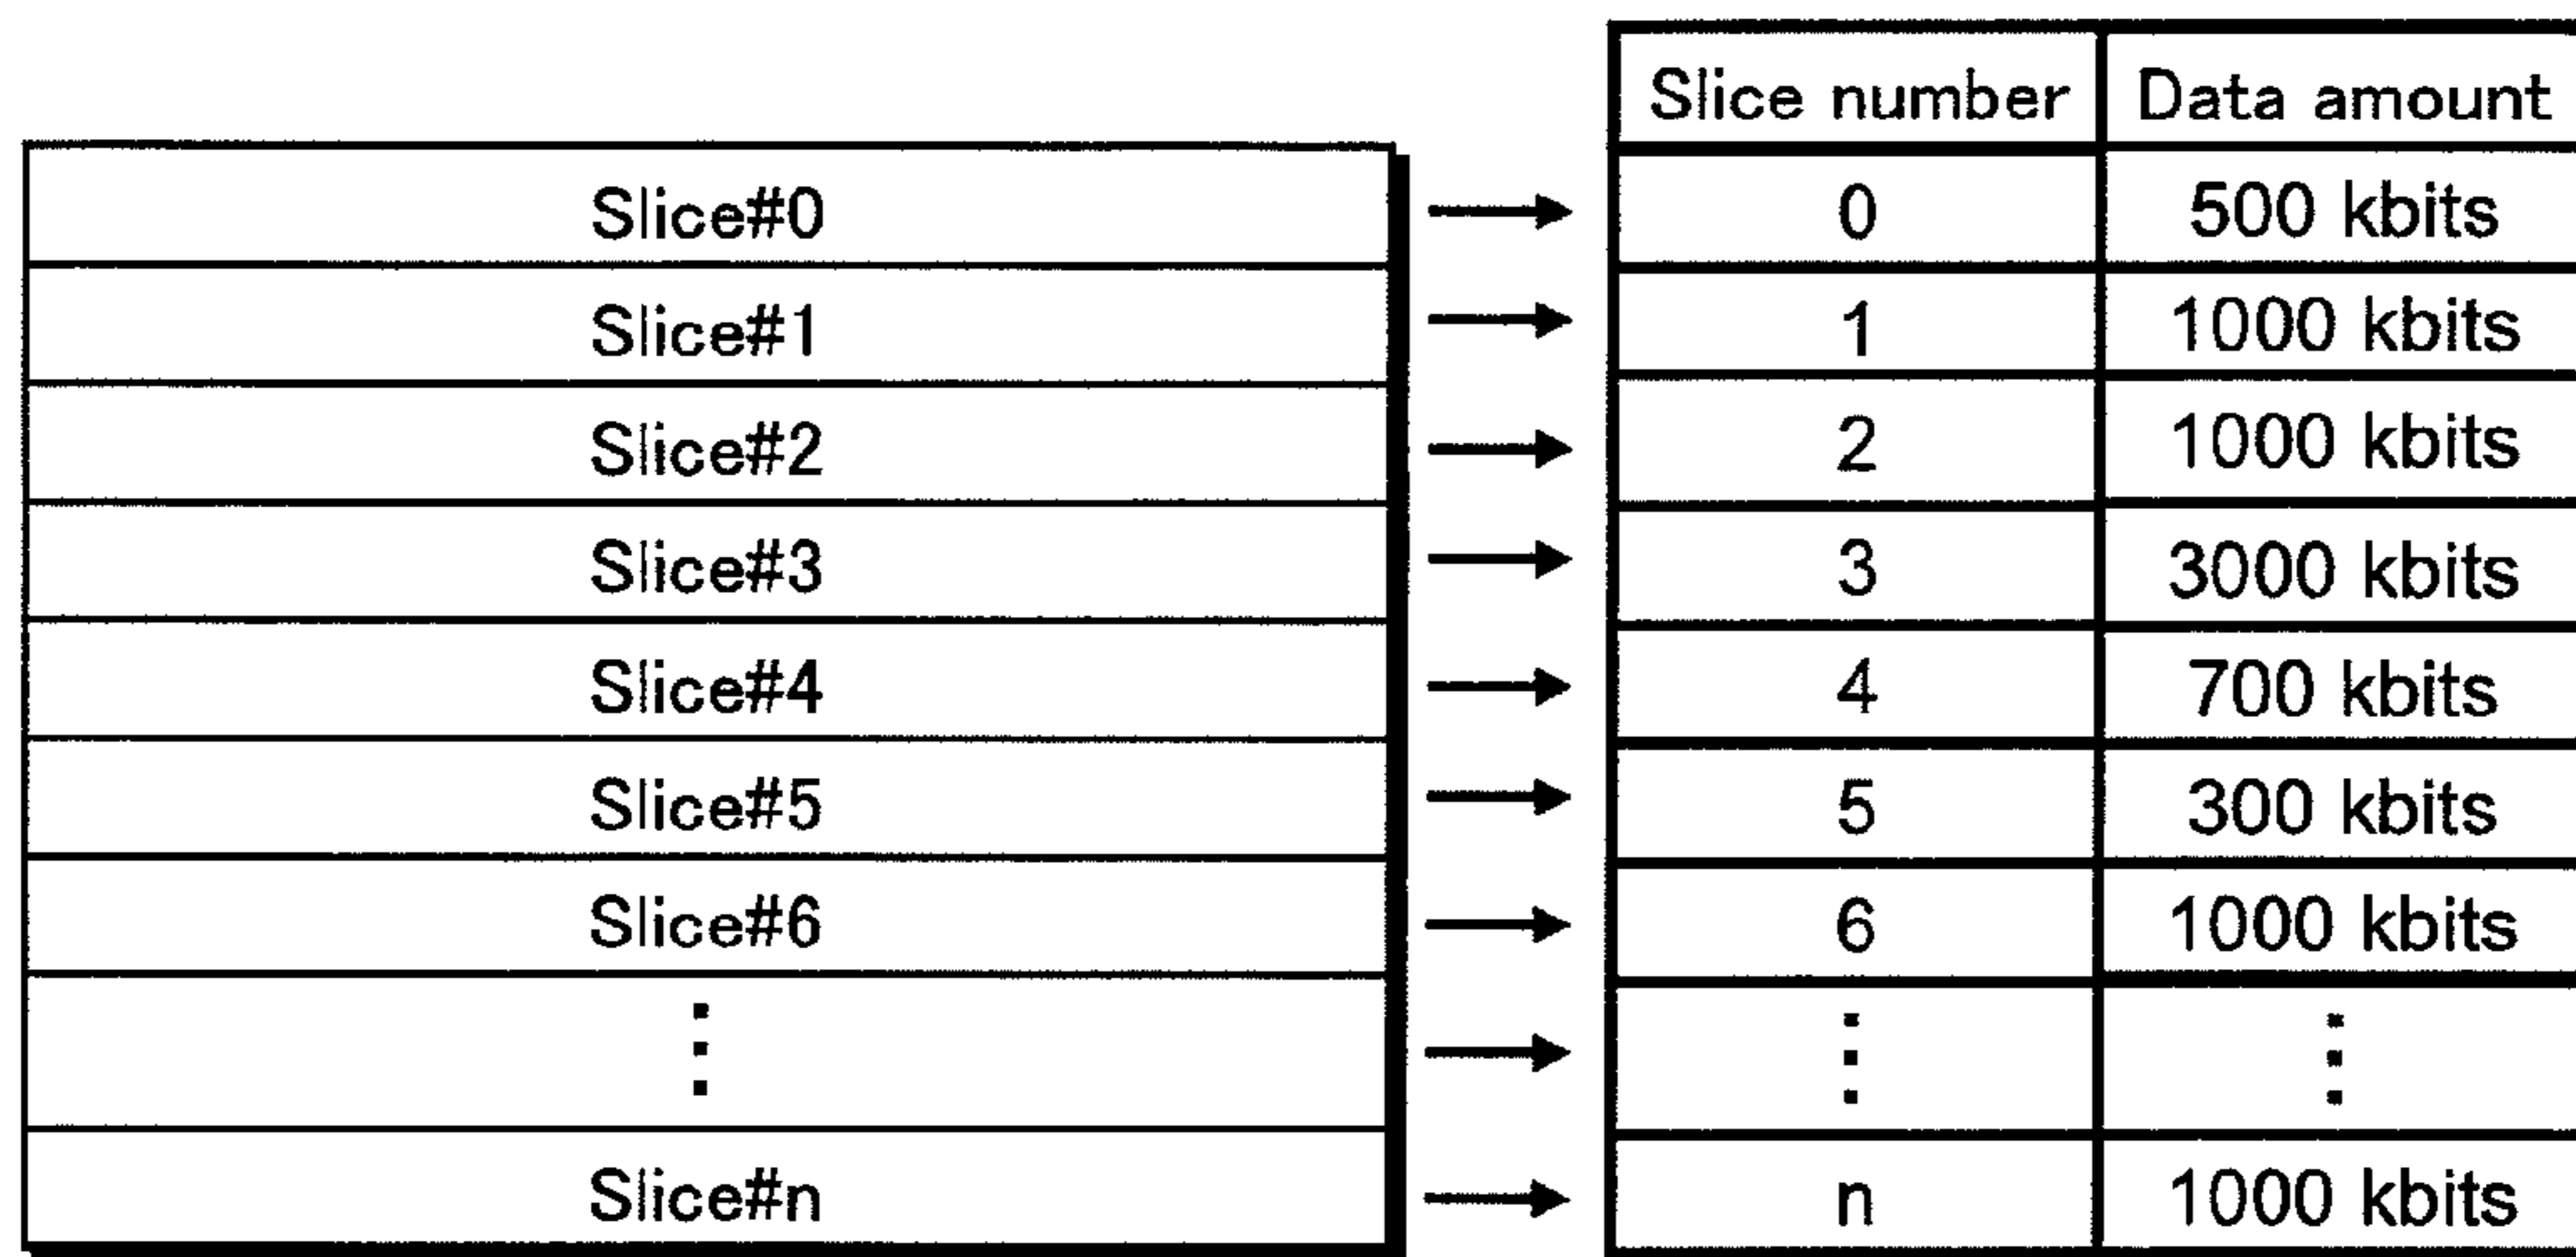 Slice number Data amount
Slice#0 0 500 kbits
Slice#1 1 1000 kbits
Slice#2 2 1000 kbits
Slice#3 3 3000 kbits
Slice#4 4 700 kbits
Slice#5 5 300 kbits
Slice#6 6 1000 kbits
⋮ ⋮ ⋮
Slice#n n 1000 kbits